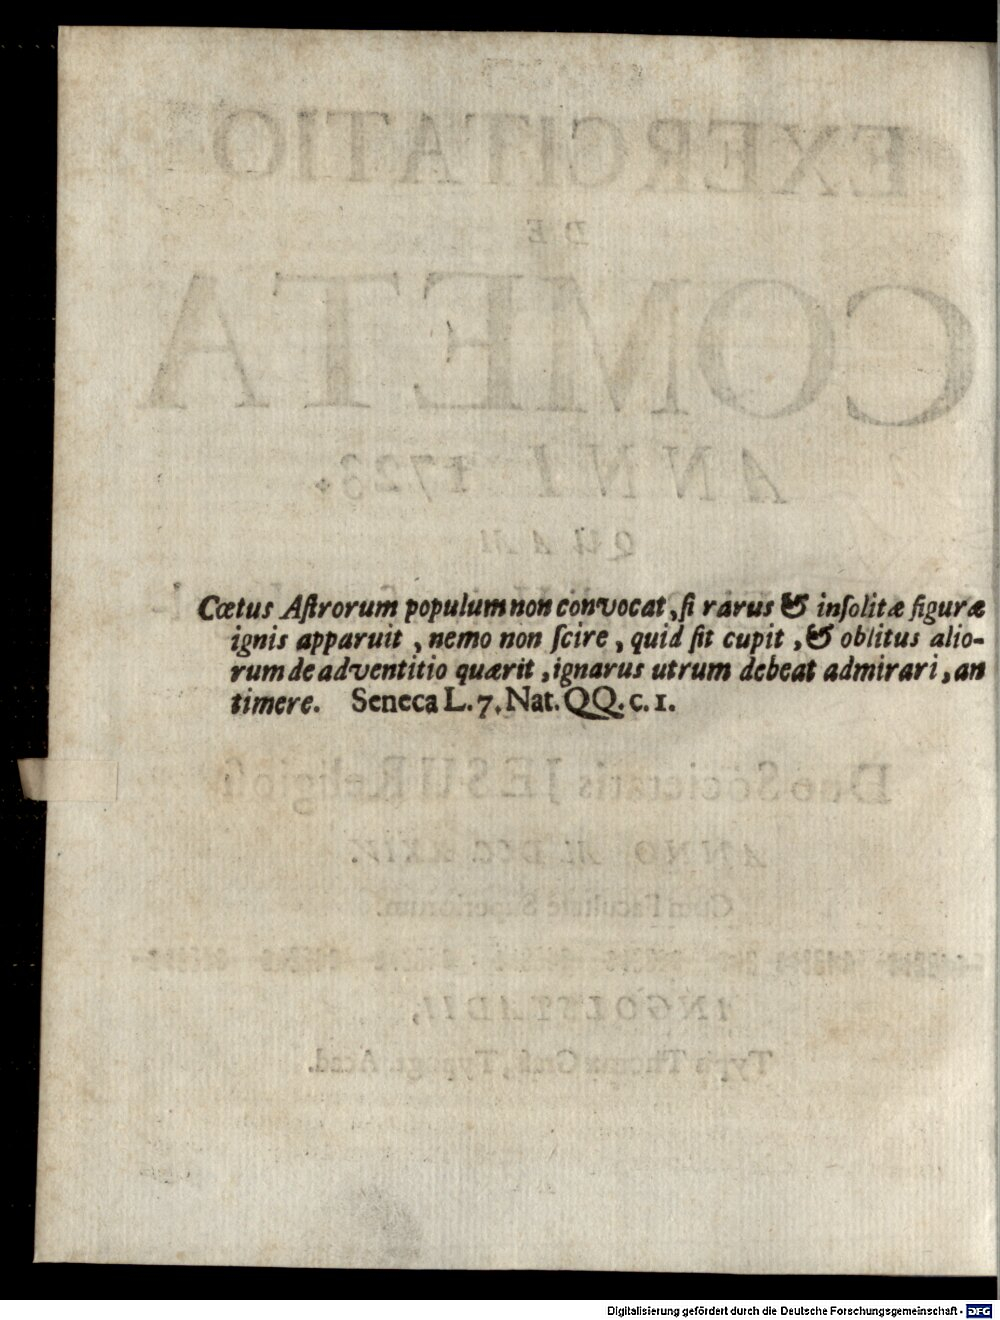 Cœtus Aſtrorum populum non convocat, ſi rarus & inſolitæ figuræ
ignis apparuit, nemo non ſcire, quid ſit cupit, & oblitus alio-
rum de adventitio quærit, ignarus utrum debeat admirari, an
timere. Seneca L. 7. Nat. QQ. c. 1.
Digitalisierung gefördert durch die Deutsche Forschungsgemeinschaft - DFG